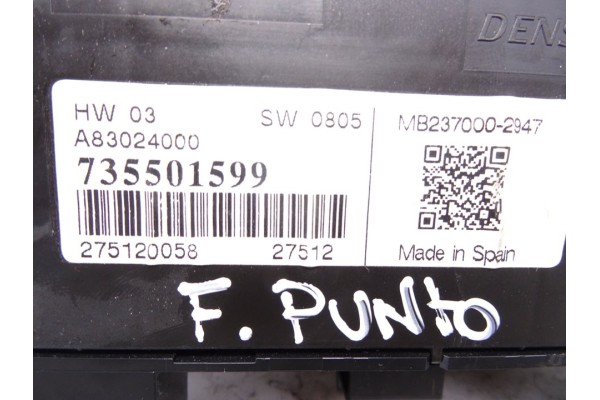 DENS
HW 03 SW 0805
A83024000
735501599
275120058 27512
MB237000-2947
Made in Spain
F. PUNTO